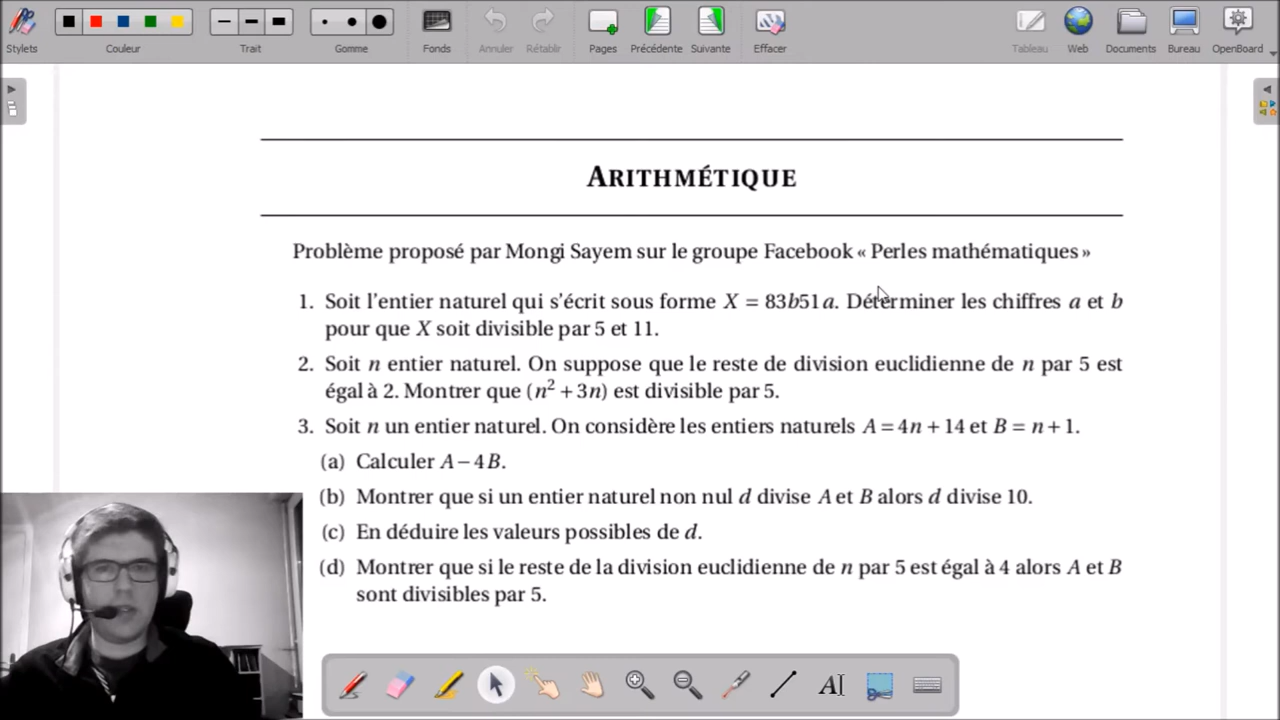 Stylets Couleur Trait Gomme Fonds Annuler Rétablir Pages Précédente Suivante Effacer Tableau Web Documents Bureau OpenBoard
ARITHMÉTIQUE
Problème proposé par Mongi Sayem sur le groupe Facebook « Perles mathématiques »
1. Soit l'entier naturel qui s'écrit sous forme X = 83b51a. Déterminer les chiffres a et b
pour que X soit divisible par 5 et 11.
2. Soit n entier naturel. On suppose que le reste de division euclidienne de n par 5 est
égal à 2. Montrer que (n² + 3n) est divisible par 5.
3. Soit n un entier naturel. On considère les entiers naturels A = 4n + 14 et B = n + 1.
(a) Calculer A − 4B.
(b) Montrer que si un entier naturel non nul d divise A et B alors d divise 10.
(c) En déduire les valeurs possibles de d.
(d) Montrer que si le reste de la division euclidienne de n par 5 est égal à 4 alors A et B
sont divisibles par 5.
AI